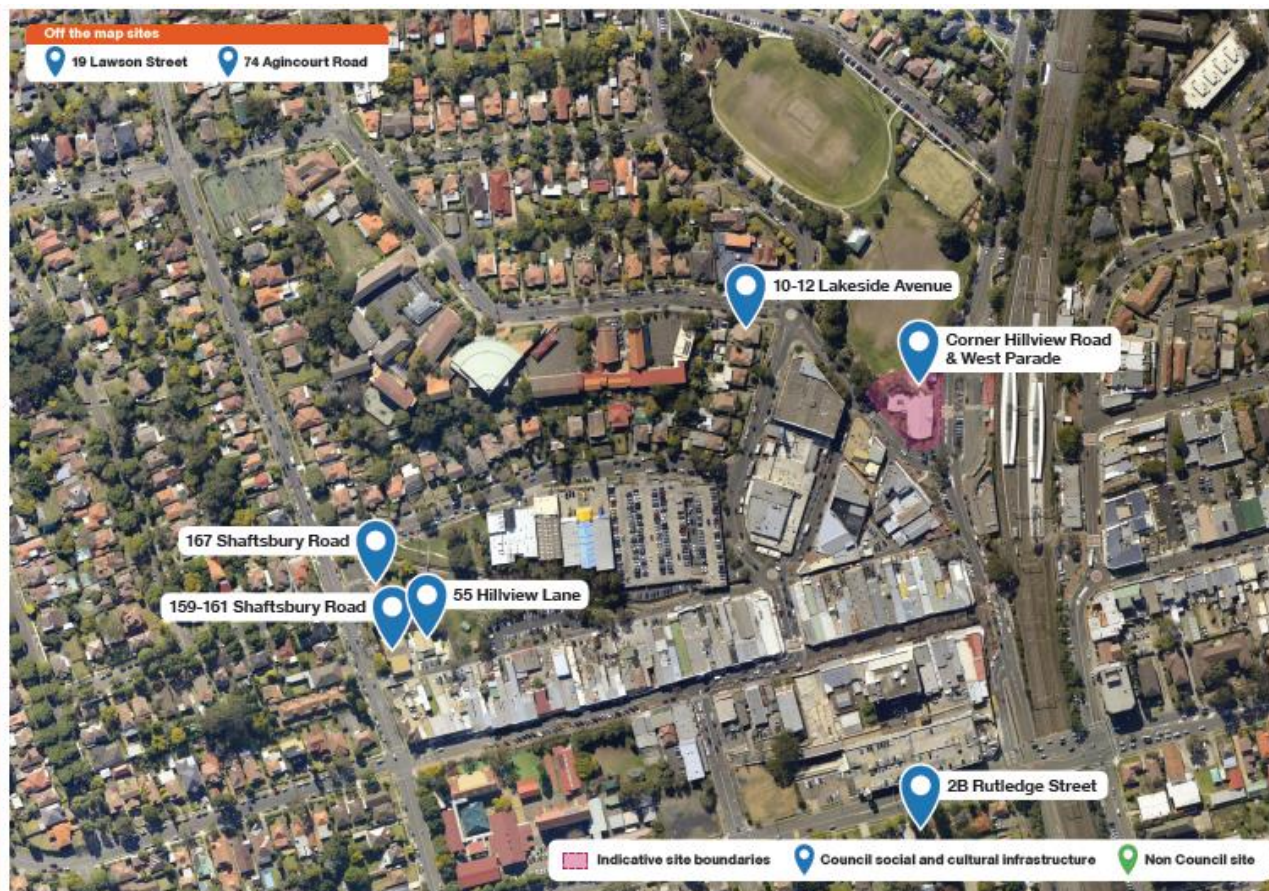 Off the map sites
19 Lawson Street
74 Agincourt Road
10-12 Lakeside Avenue
Corner Hillview Road
& West Parade
167 Shaftsbury Road
159-161 Shaftsbury Road
55 Hillview Lane
2B Rutledge Street
Indicative site boundaries
Council social and cultural infrastructure
Non Council site